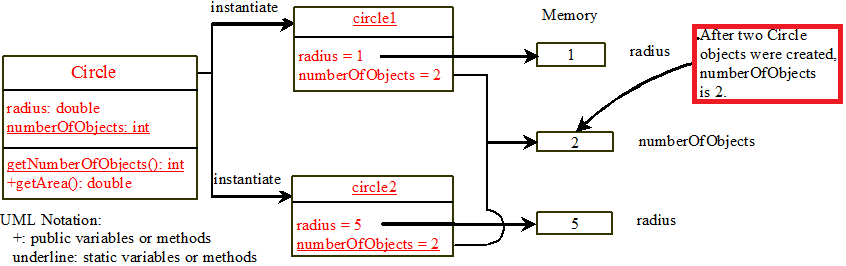 instantiate
circle1
radius = 1
numberOfObjects = 2
Memory
1
radius
.After two Circle
objects were created,
numberOfObjects
is 2.
Circle
radius: double
numberOfObjects: int
getNumberOfObjects(): int
+getArea(): double
2
numberOfObjects
instantiate
circle2
radius = 5
numberOfObjects = 2
5
radius
UML Notation:
+: public variables or methods
underline: static variables or methods